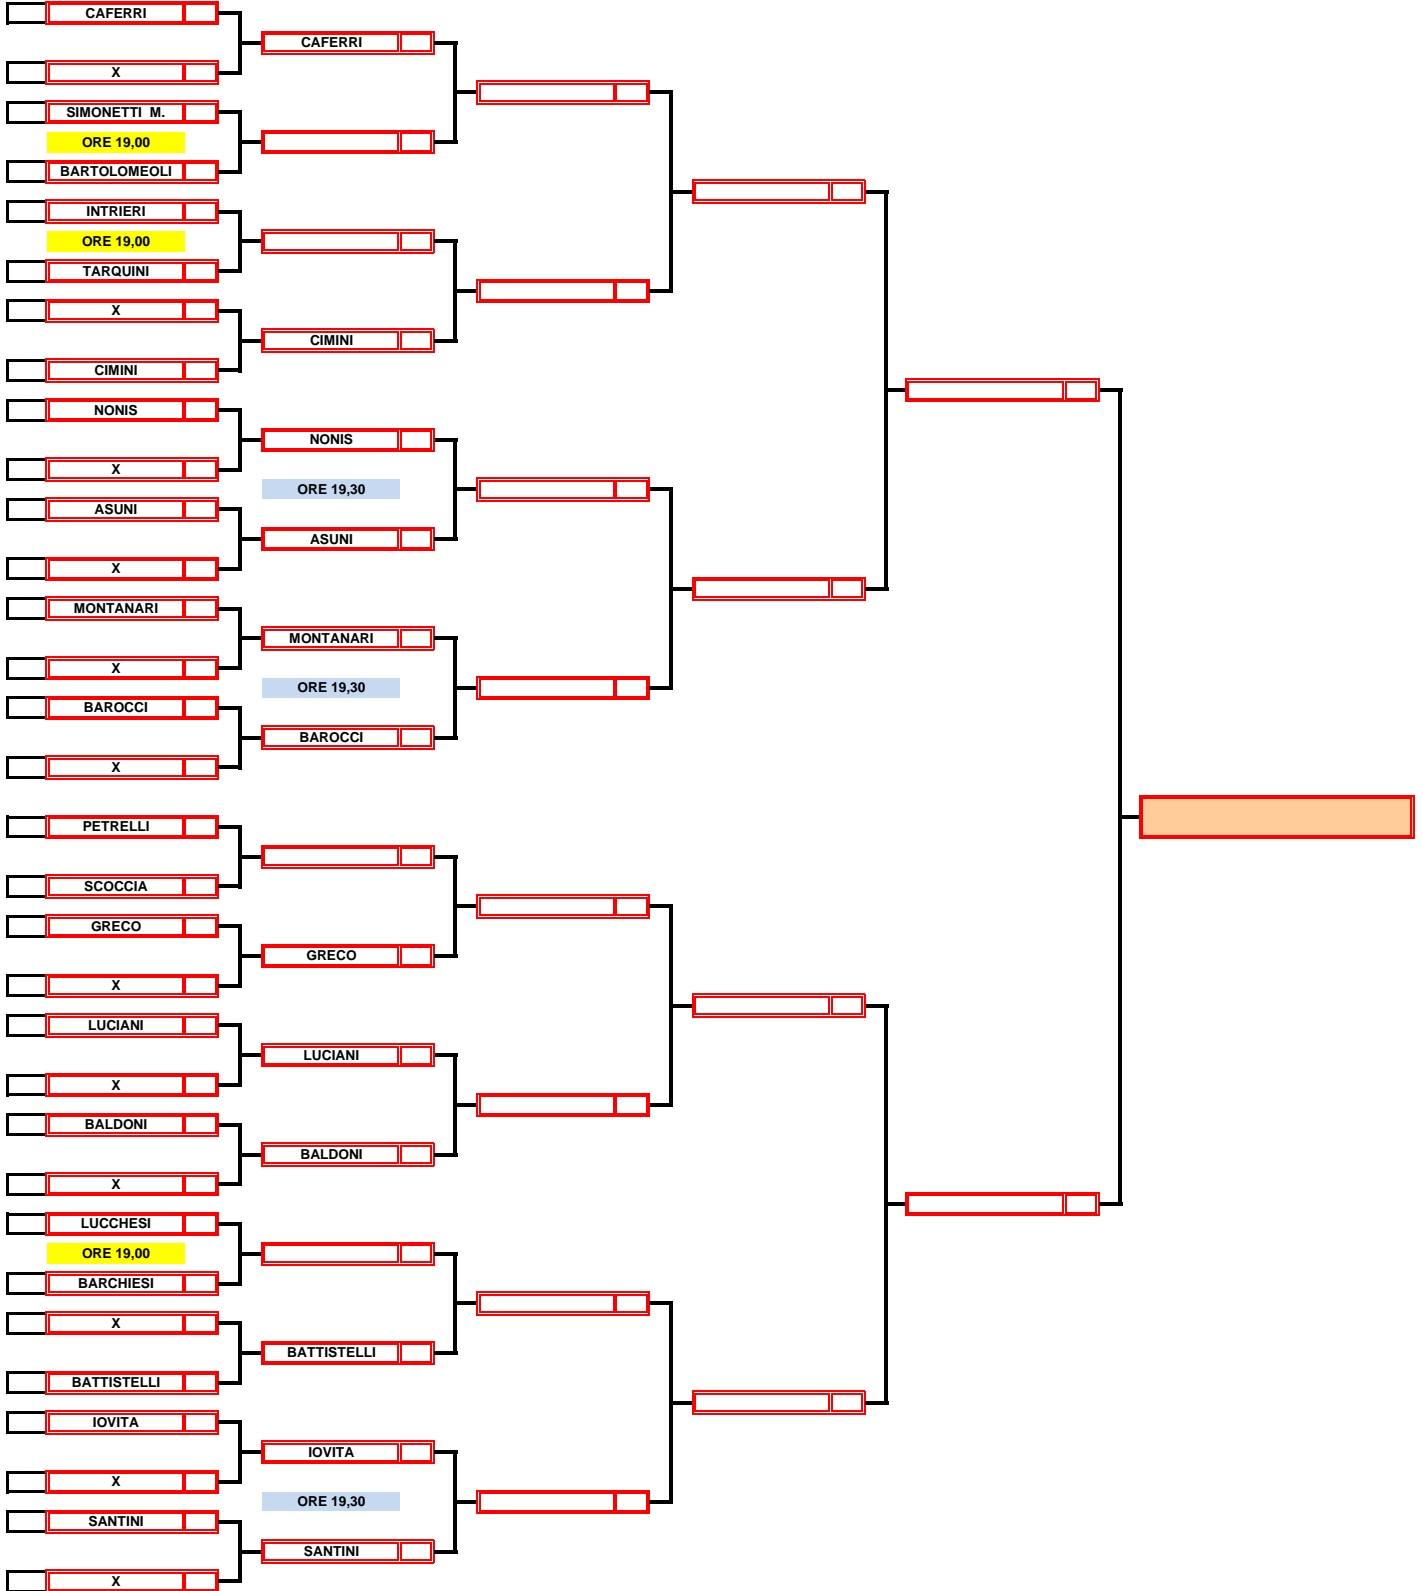 CAFERRI
CAFERRI
X
SIMONETTI M.
ORE 19,00
BARTOLOMEOLI
INTRIERI
ORE 19,00
TARQUINI
X
CIMINI
CIMINI
NONIS
NONIS
X
ORE 19,30
ASUNI
ASUNI
X
MONTANARI
MONTANARI
X
ORE 19,30
BAROCCI
BAROCCI
X
PETRELLI
SCOCCIA
GRECO
GRECO
X
LUCIANI
LUCIANI
X
BALDONI
BALDONI
X
LUCCHESI
ORE 19,00
BARCHIESI
X
BATTISTELLI
BATTISTELLI
IOVITA
IOVITA
X
ORE 19,30
SANTINI
SANTINI
X